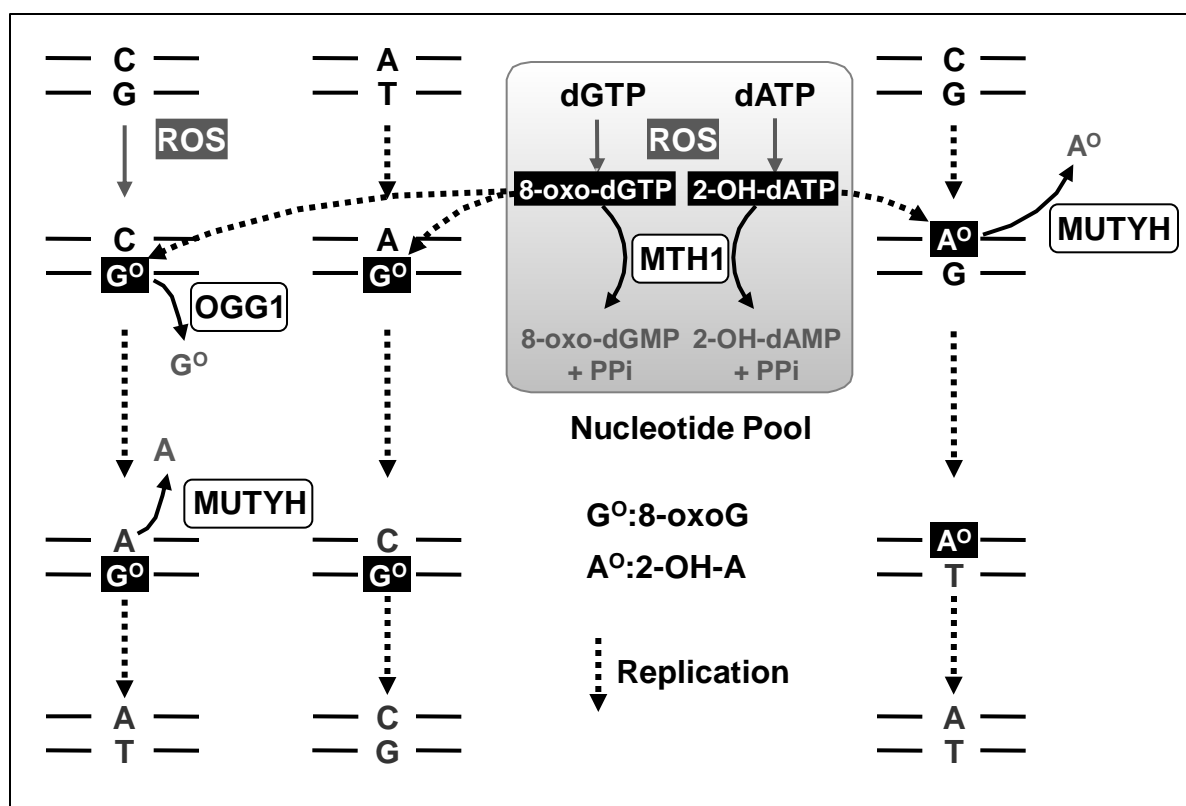 C
G
ROS
C
Gᴼ
OGG1
Gᴼ
A
MUTYH
A
Gᴼ
A
T
A
T
A
Gᴼ
C
Gᴼ
C
G
dGTP
dATP
ROS
8-oxo-dGTP
2-OH-dATP
MTH1
8-oxo-dGMP
+ PPi
2-OH-dAMP
+ PPi
Nucleotide Pool
Gᴼ:8-oxoG
Aᴼ:2-OH-A
Replication
C
G
Aᴼ
MUTYH
Aᴼ
G
Aᴼ
T
A
T